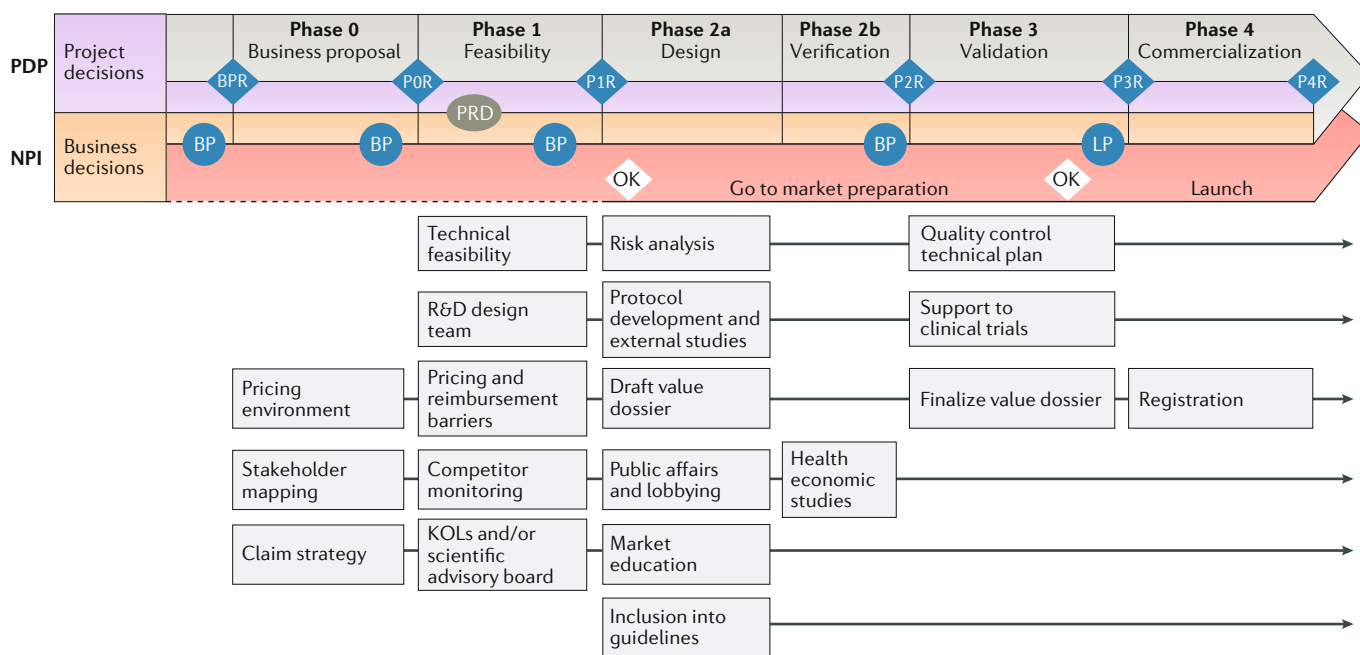 PDP
Project
decisions
Phase 0
Business proposal
Phase 1
Feasibility
Phase 2a
Design
Phase 2b
Verification
Phase 3
Validation
Phase 4
Commercialization
BPR
P0R
P1R
P2R
P3R
P4R
PRD
NPI
Business
decisions
BP
BP
BP
BP
LP
OK
Go to market preparation
OK
Launch
Technical
feasibility
Risk analysis
Quality control
technical plan
R&D design
team
Protocol
development and
external studies
Support to
clinical trials
Pricing
environment
Pricing and
reimbursement
barriers
Draft value
dossier
Finalize value dossier
Registration
Stakeholder
mapping
Competitor
monitoring
Public affairs
and lobbying
Health
economic
studies
Claim strategy
KOLs and/or
scientific
advisory board
Market
education
Inclusion into
guidelines